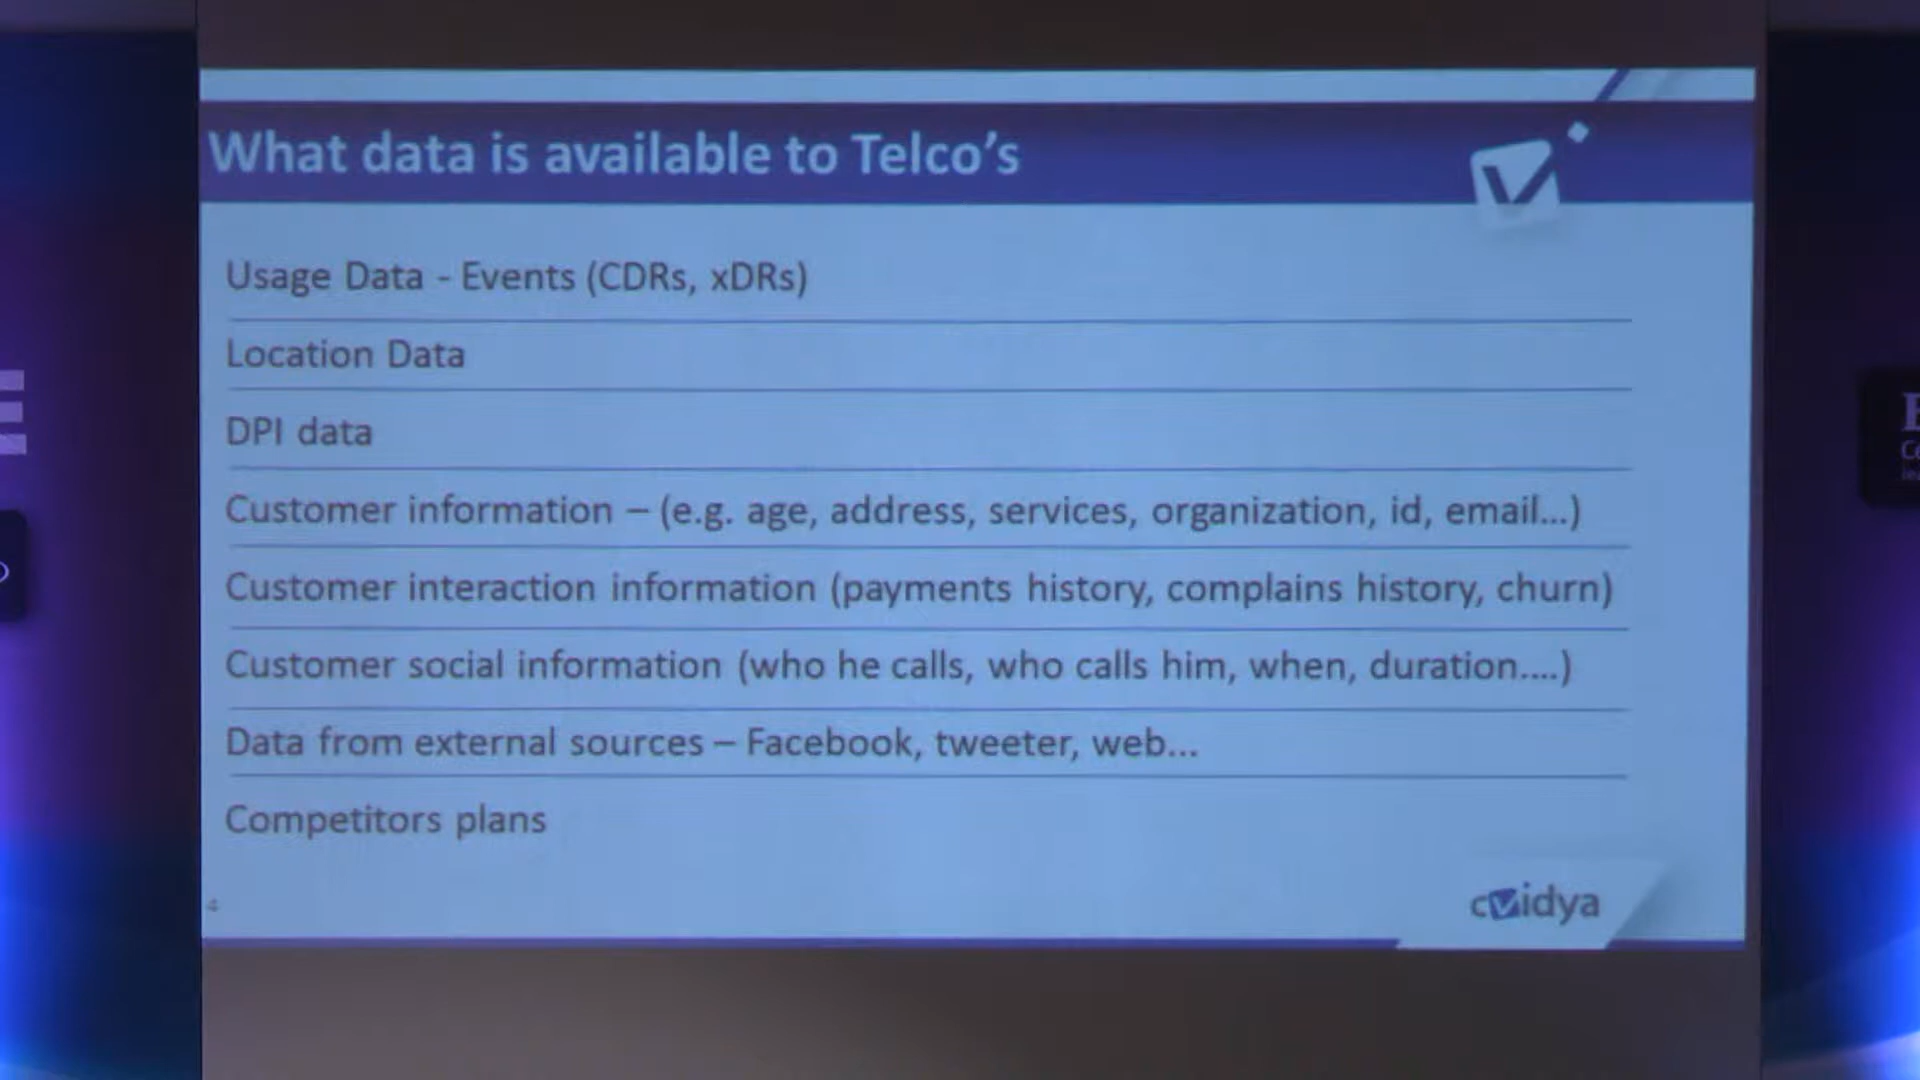 What data is available to Telco's
Usage Data - Events (CDRs, xDRs)
Location Data
DPI data
Customer information – (e.g. age, address, services, organization, id, email...)
Customer interaction information (payments history, complains history, churn)
Customer social information (who he calls, who calls him, when, duration....)
Data from external sources – Facebook, tweeter, web...
Competitors plans
4
cvidya